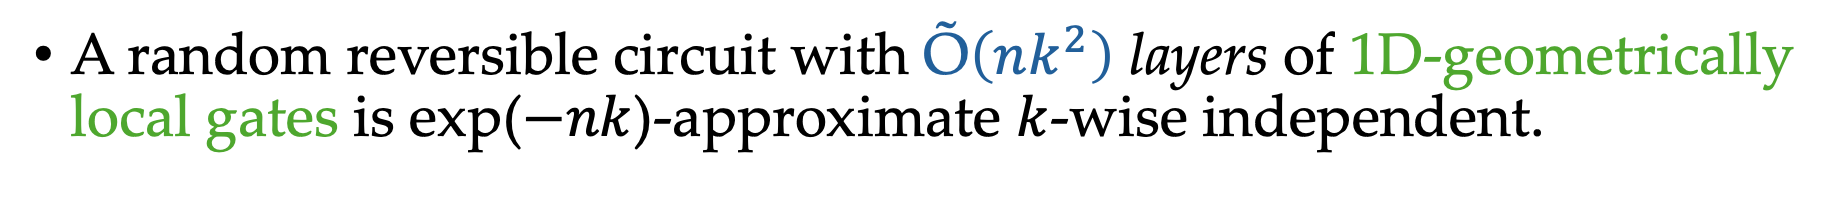 • A random reversible circuit with Õ(nk²) layers of 1D-geometrically
local gates is exp(−nk)-approximate k-wise independent.